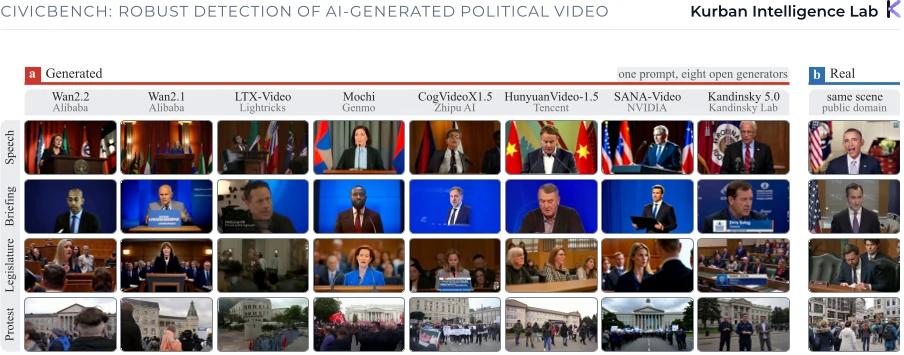 CIVICBENCH: ROBUST DETECTION OF AI-GENERATED POLITICAL VIDEO
Kurban Intelligence Lab
a Generated
one prompt, eight open generators
b Real
Wan2.2
Alibaba
Wan2.1
Alibaba
LTX-Video
Lightricks
Mochi
Genmo
CogVideoX1.5
Zhipu AI
HunyuanVideo-1.5
Tencent
SANA-Video
NVIDIA
Kandinsky 5.0
Kandinsky Lab
same scene
public domain
Speech
Briefing
Legislature
Protest